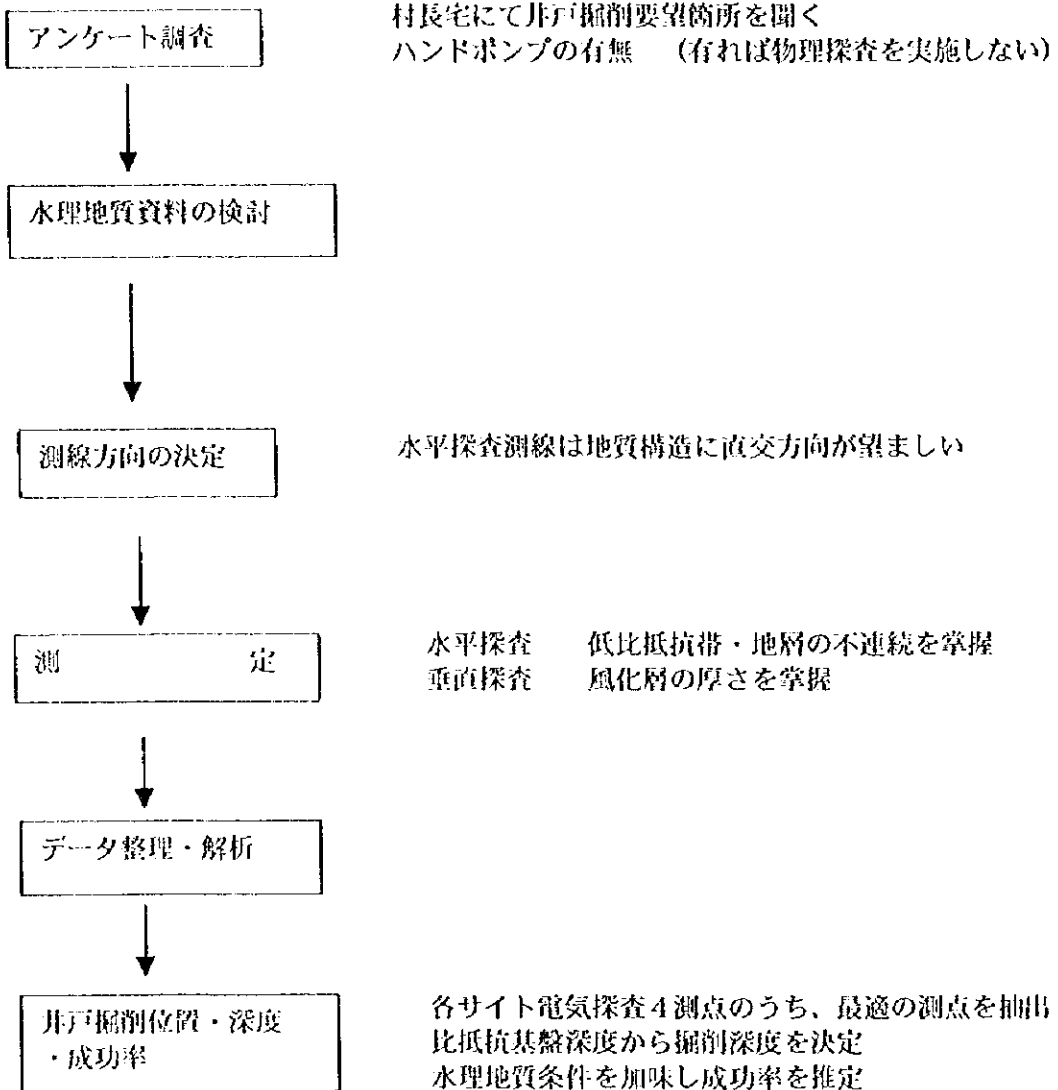 アンケート調査
村長宅にて井戸掘削要望箇所を聞く
ハンドポンプの有無　（有れば物理探査を実施しない）
水理地質資料の検討
測線方向の決定
水平探査測線は地質構造に直交方向が望ましい
測　　　　定
水平探査　低比抵抗帯・地層の不連続を掌握
垂直探査　風化層の厚さを掌握
データ整理・解析
井戸掘削位置・深度
・成功率
各サイト電気探査４測点のうち、最適の測点を抽出
比抵抗基盤深度から掘削深度を決定
水理地質条件を加味し成功率を推定